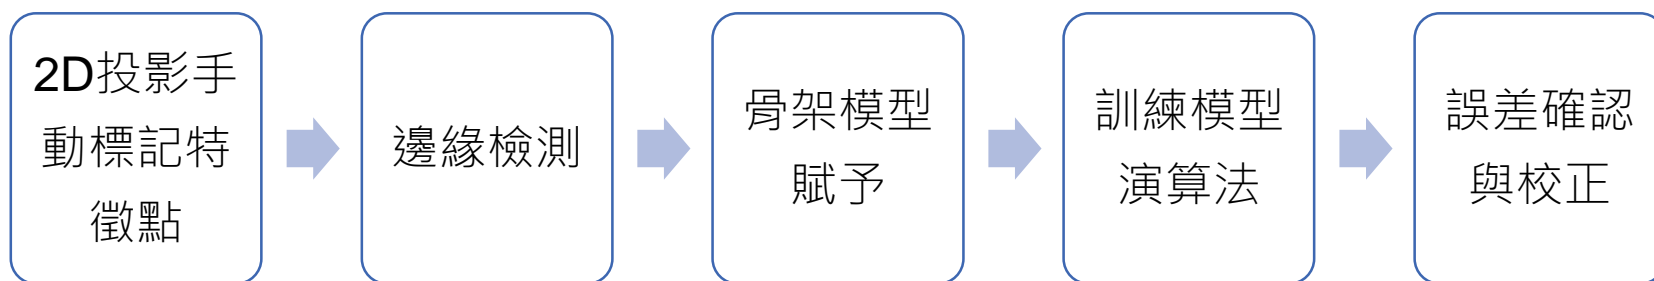 2D投影手
動標記特
徵點
邊緣檢測
骨架模型
賦予
訓練模型
演算法
誤差確認
與校正